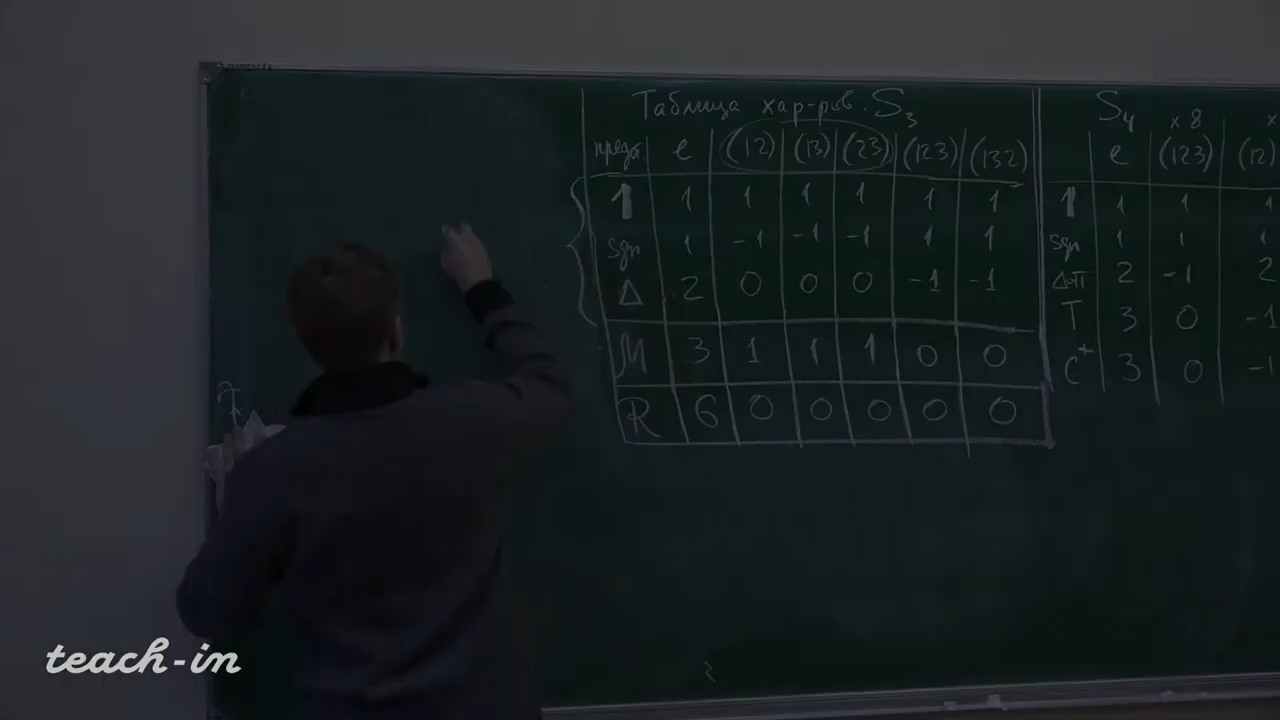 Таблица хар-ров. S₃
предст e (12) (13) (23) (123) (132)
1 1 1 1 1 1 1
sgn 1 -1 -1 -1 1 1
Δ 2 0 0 0 -1 -1
M 3 1 1 1 0 0
R 6 0 0 0 0 0
S₄ x 8 x
e (123) (12)
1 1 1 1
sgn 1 1 1
Δ∘π 2 -1 2
T 3 0 -1
C⁺ 3 0 -1
teach-in